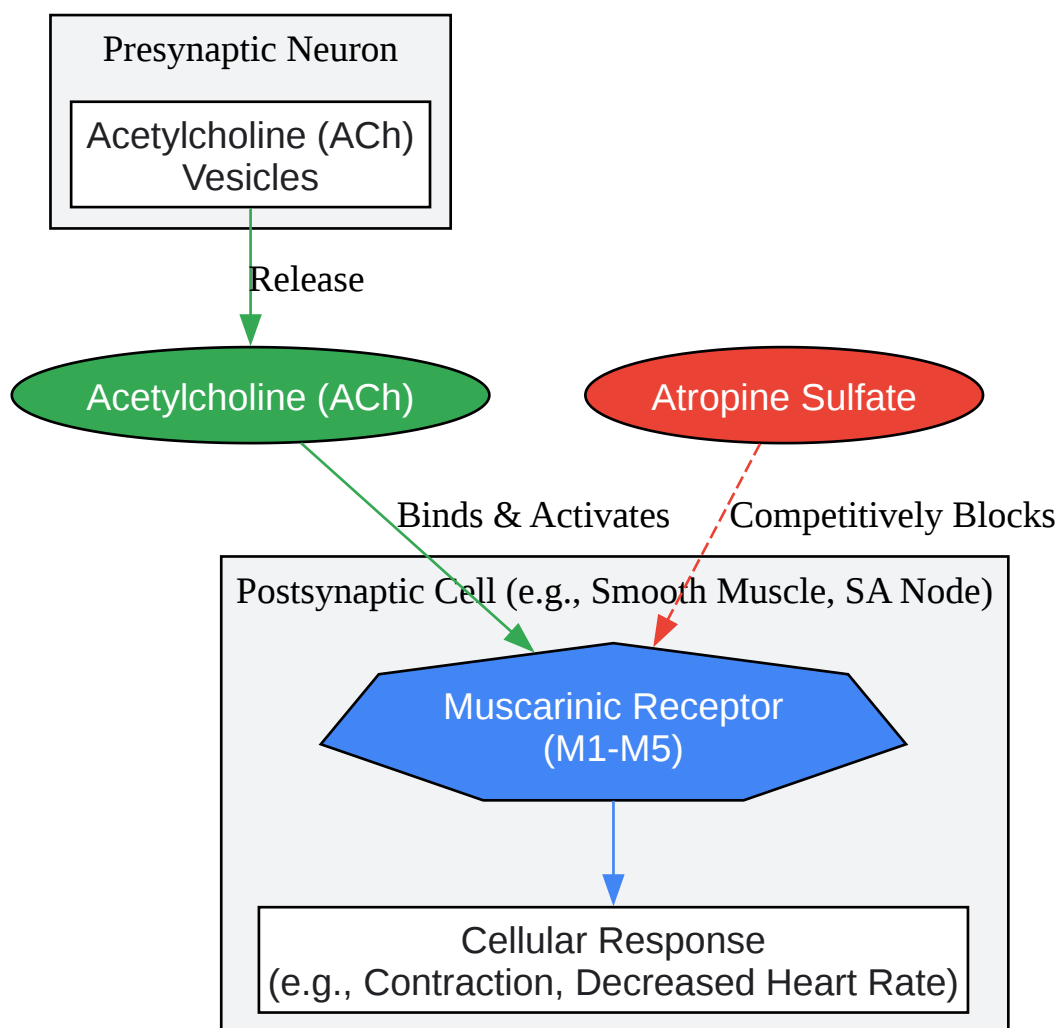 Presynaptic Neuron
Acetylcholine (ACh)
Vesicles
Release
Acetylcholine (ACh)
Atropine Sulfate
Binds & Activates
Competitively Blocks
Postsynaptic Cell (e.g., Smooth Muscle, SA Node)
Muscarinic Receptor
(M1-M5)
Cellular Response
(e.g., Contraction, Decreased Heart Rate)